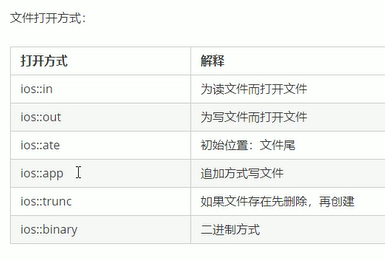 文件打开方式：
打开方式 解释
ios::in 为读文件而打开文件
ios::out 为写文件而打开文件
ios::ate 初始位置：文件尾
ios::app 追加方式写文件
ios::trunc 如果文件存在先删除，再创建
ios::binary 二进制方式